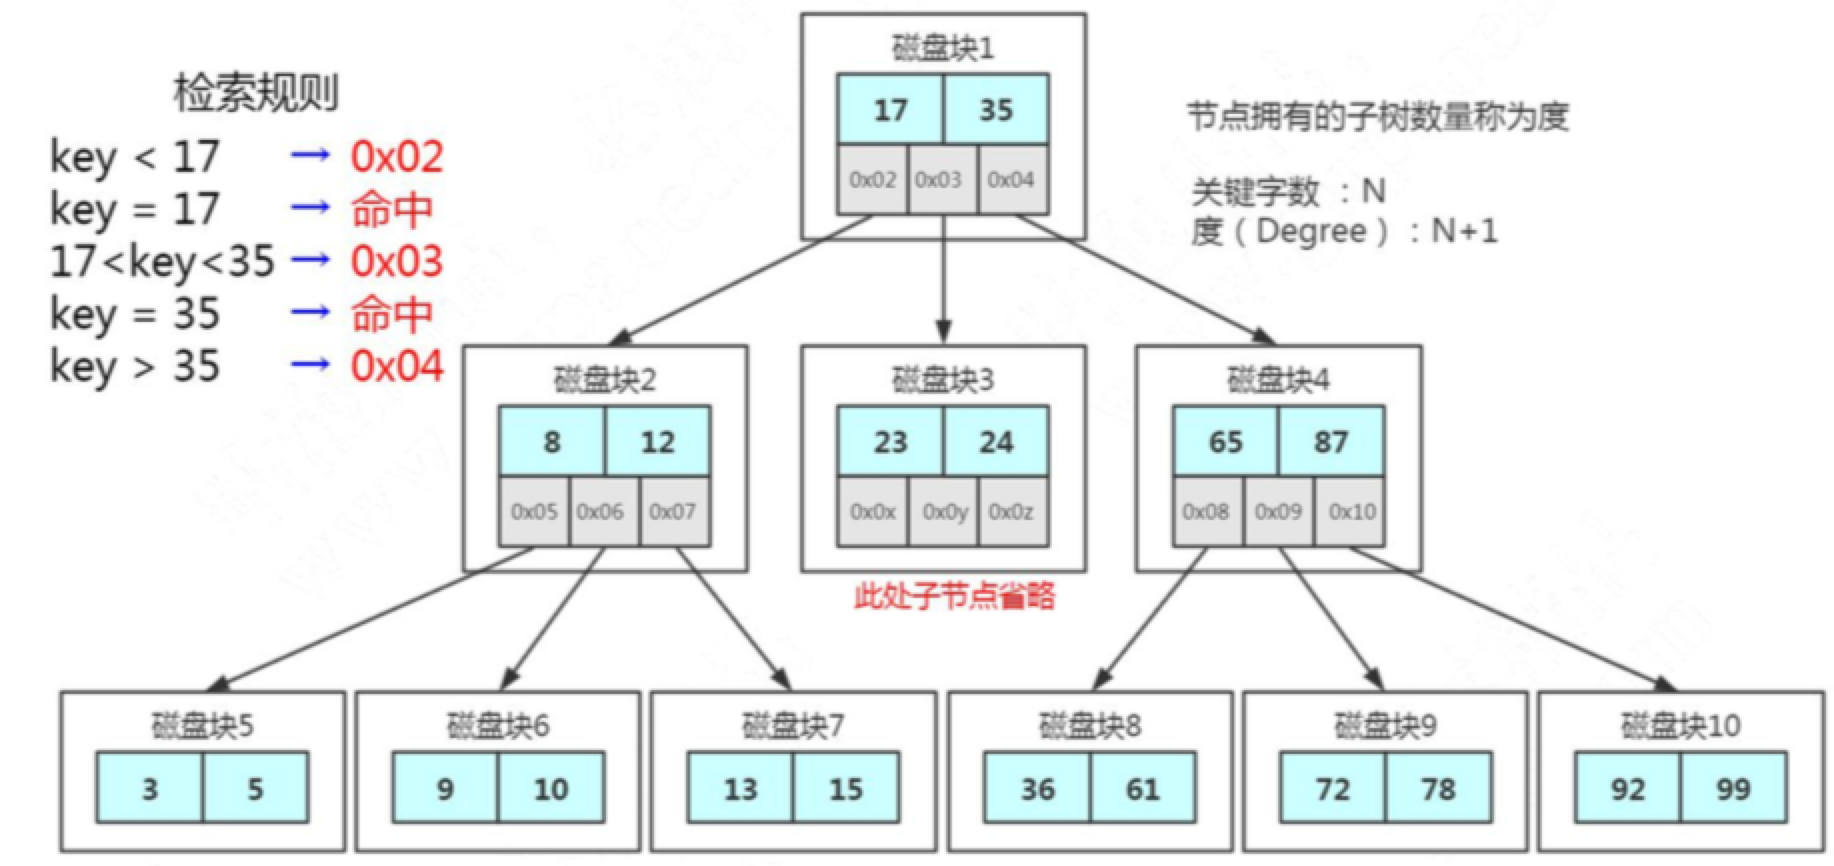 检索规则
key < 17 → 0x02
key = 17 → 命中
17<key<35 → 0x03
key = 35 → 命中
key > 35 → 0x04
磁盘块1
17 35
0x02 0x03 0x04
节点拥有的子树数量称为度
关键字数 ：N
度（Degree）：N+1
磁盘块2
8 12
0x05 0x06 0x07
磁盘块3
23 24
0x0x 0x0y 0x0z
此处子节点省略
磁盘块4
65 87
0x08 0x09 0x10
磁盘块5
3 5
磁盘块6
9 10
磁盘块7
13 15
磁盘块8
36 61
磁盘块9
72 78
磁盘块10
92 99